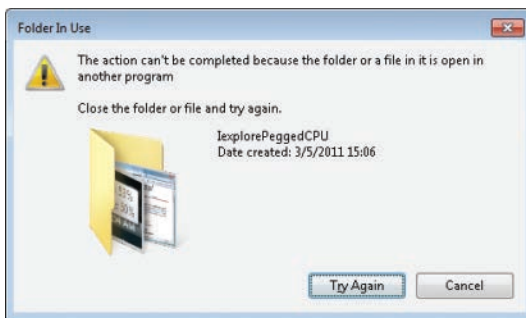 Folder In Use
The action can't be completed because the folder or a file in it is open in
another program
Close the folder or file and try again.
IexplorePeggedCPU
Date created: 3/5/2011 15:06
Try Again
Cancel